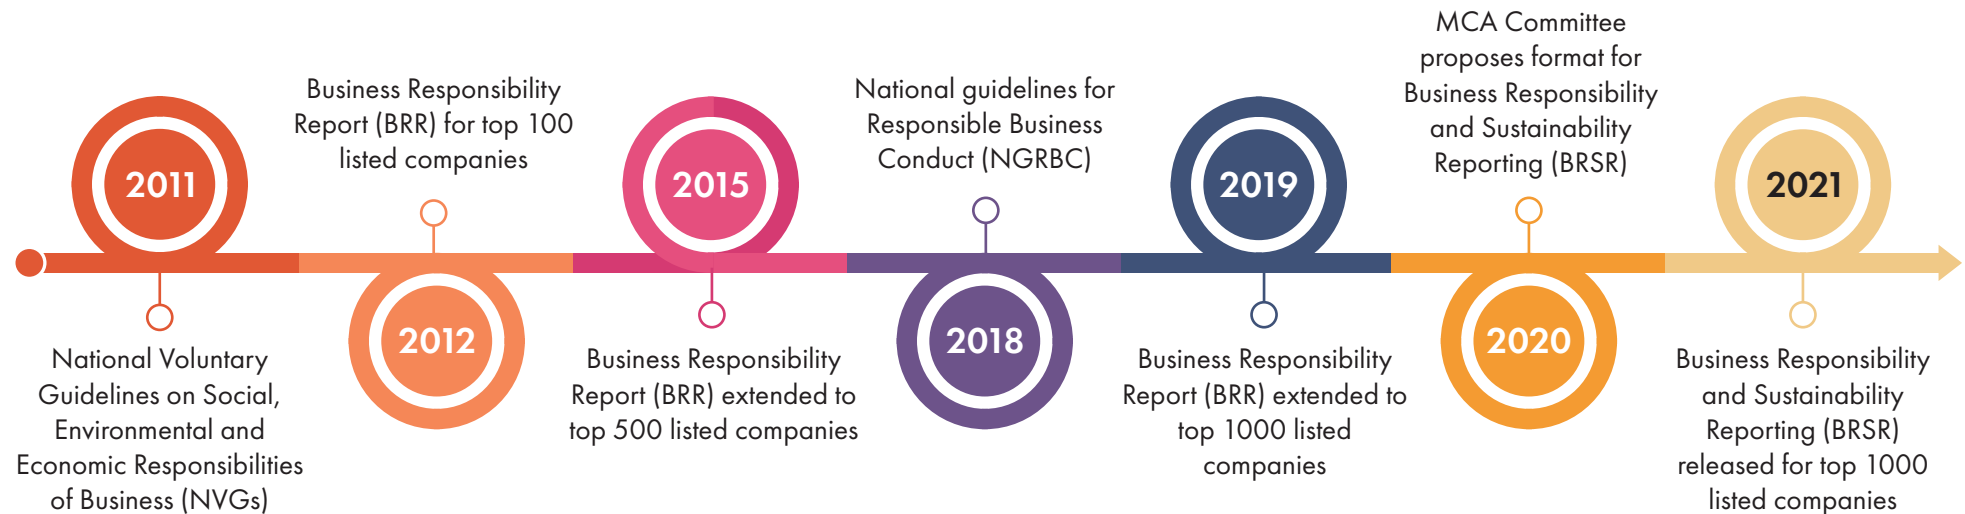 2011
National Voluntary
Guidelines on Social,
Environmental and
Economic Responsibilities
of Business (NVGs)
Business Responsibility
Report (BRR) for top 100
listed companies
2012
2015
Business Responsibility
Report (BRR) extended to
top 500 listed companies
National guidelines for
Responsible Business
Conduct (NGRBC)
2018
2019
Business Responsibility
Report (BRR) extended to
top 1000 listed
companies
MCA Committee
proposes format for
Business Responsibility
and Sustainability
Reporting (BRSR)
2020
2021
Business Responsibility
and Sustainability
Reporting (BRSR)
released for top 1000
listed companies